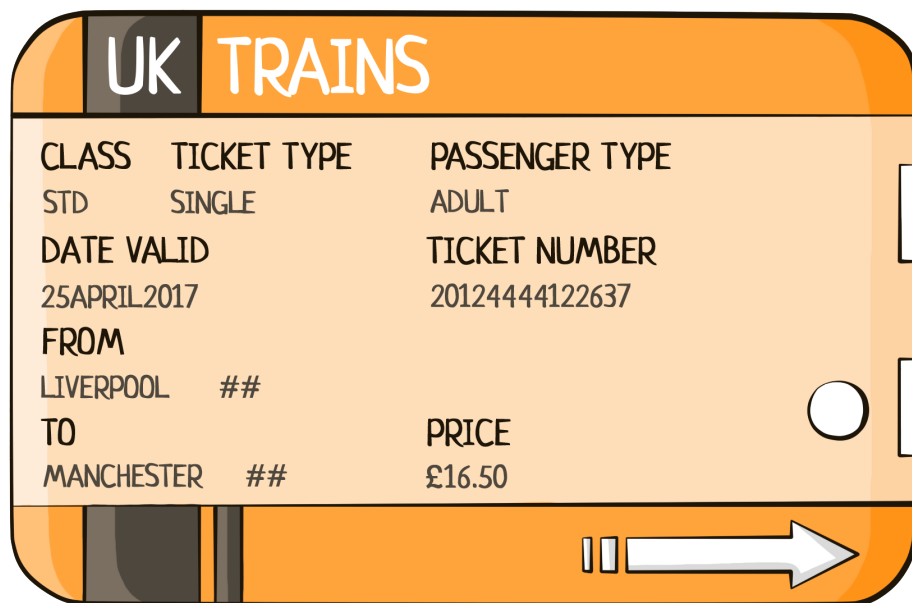 UK TRAINS
CLASS TICKET TYPE PASSENGER TYPE
STD SINGLE ADULT
DATE VALID TICKET NUMBER
25APRIL2017 20124444122637
FROM
LIVERPOOL ##
TO PRICE
MANCHESTER ## £16.50